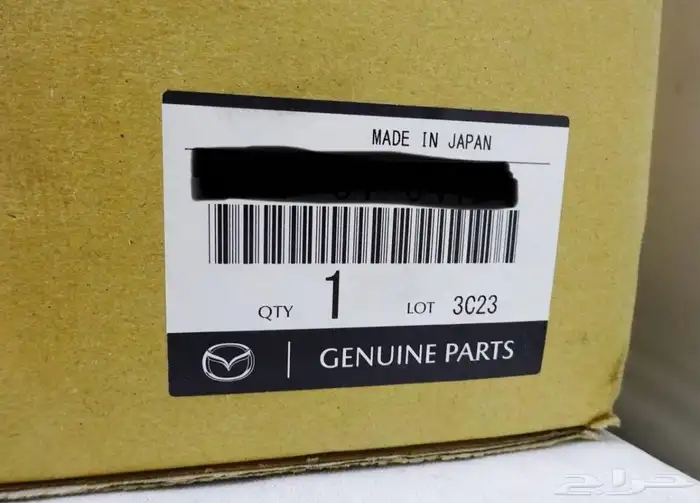 MADE IN JAPAN
QTY 1 LOT 3C23
GENUINE PARTS
حراج